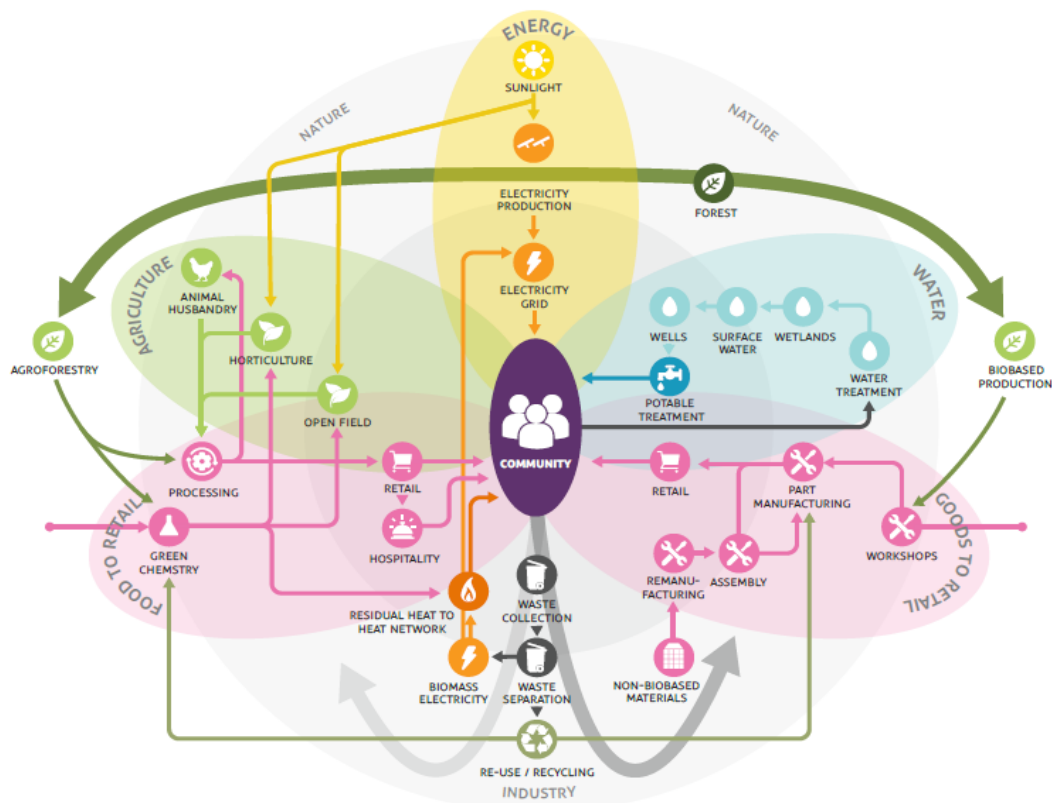 ENERGY
SUNLIGHT
NATURE
NATURE
ELECTRICITY
PRODUCTION
FOREST
AGRICULTURE
ANIMAL
HUSBANDRY
ELECTRICITY
GRID
WATER
WELLS
SURFACE
WATER
WETLANDS
HORTICULTURE
AGROFORESTRY
WATER
TREATMENT
BIOBASED
PRODUCTION
POTABLE
TREATMENT
OPEN FIELD
COMMUNITY
PROCESSING
RETAIL
RETAIL
PART
MANUFACTURING
FOOD TO RETAIL
GREEN
CHEMSTRY
HOSPITALITY
WORKSHOPS
GOODS TO RETAIL
REMANU-
FACTURING
ASSEMBLY
RESIDUAL HEAT TO
HEAT NETWORK
WASTE
COLLECTION
BIOMASS
ELECTRICITY
WASTE
SEPARATION
NON-BIOBASED
MATERIALS
RE-USE / RECYCLING
INDUSTRY